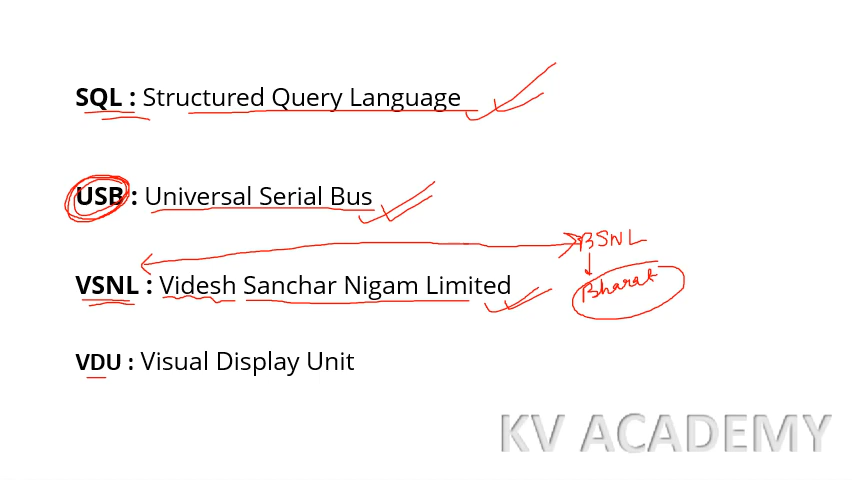 SQL : Structured Query Language
USB : Universal Serial Bus
BSNL
VSNL : Videsh Sanchar Nigam Limited
Bharat
VDU : Visual Display Unit
KV ACADEMY